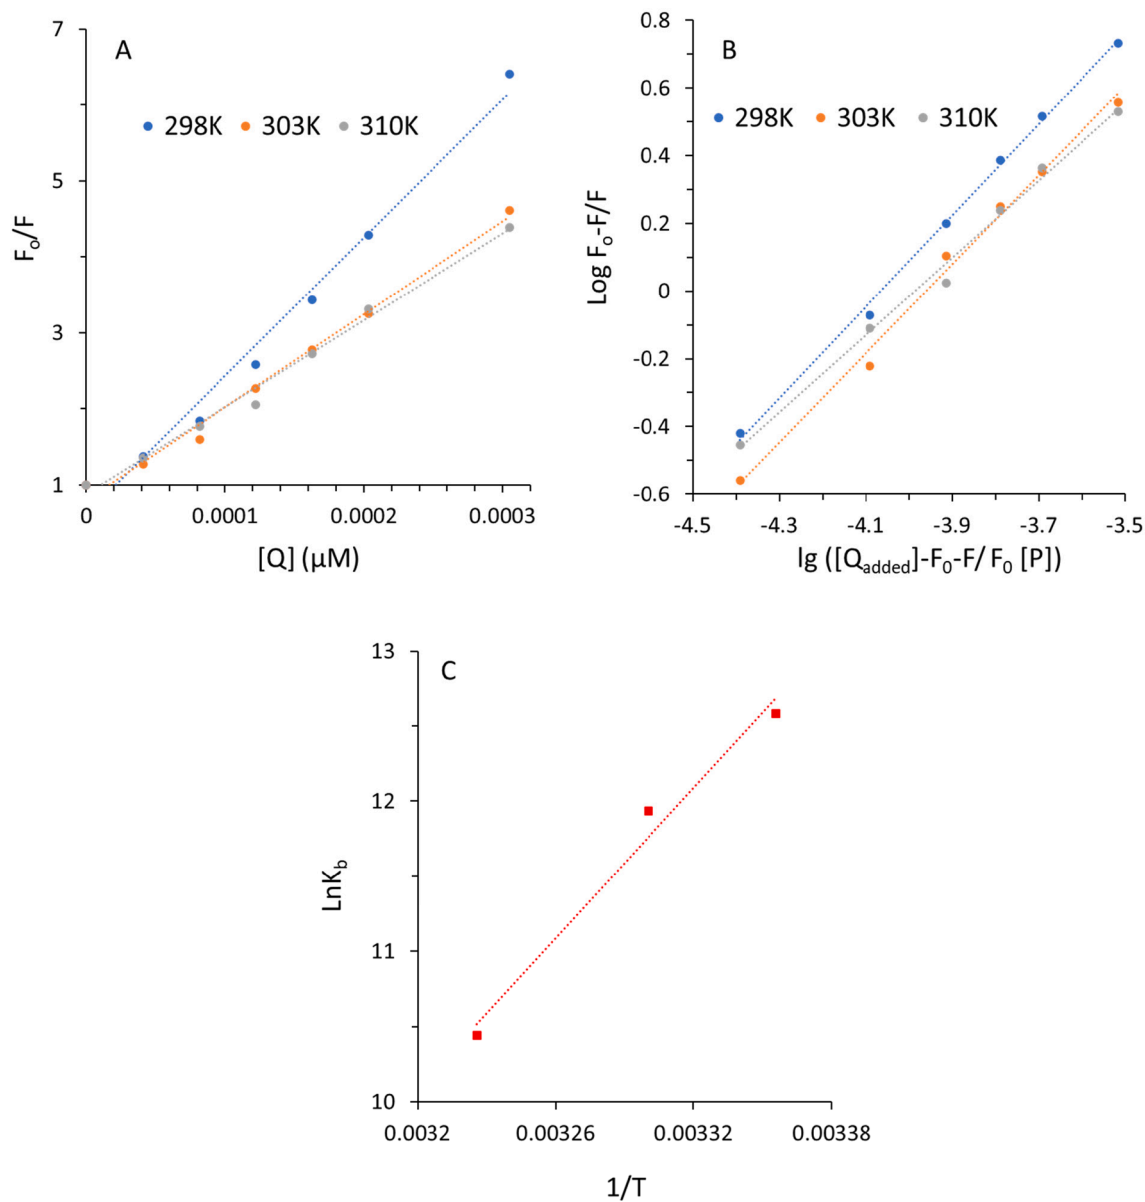 A
7
5
3
1
F₀/F
298K 303K 310K
0 0.0001 0.0002 0.0003
[Q] (µM)
B
0.8
0.6
0.4
0.2
0
-0.2
-0.4
-0.6
Log Fₒ-F/F
298K 303K 310K
-4.5 -4.3 -4.1 -3.9 -3.7 -3.5
lg ([Qadded]-F₀-F/ F₀ [P])
C
13
12
11
10
LnKb
0.0032 0.00326 0.00332 0.00338
1/T